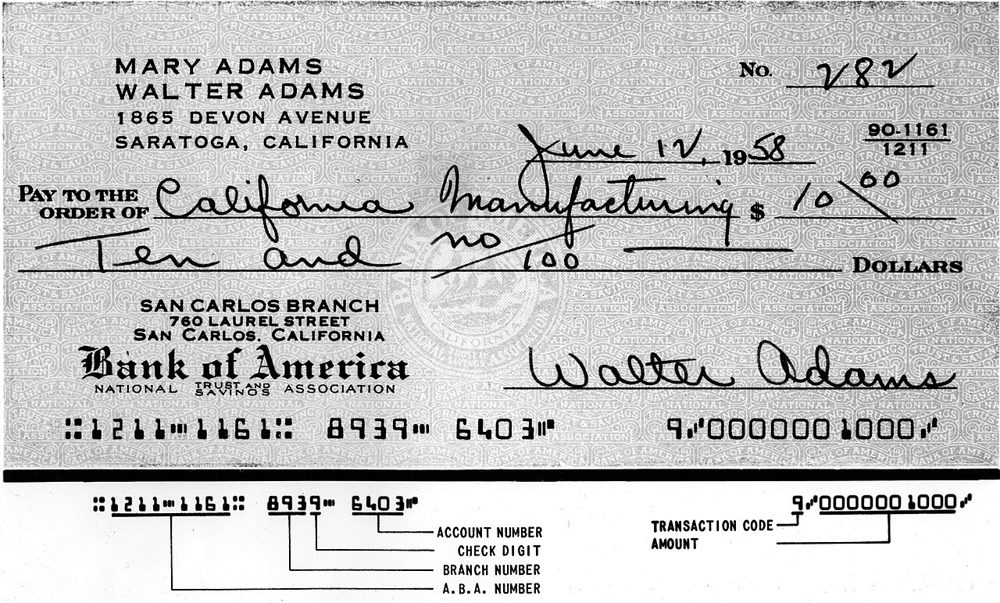 MARY ADAMS
WALTER ADAMS
1865 DEVON AVENUE
SARATOGA, CALIFORNIA
No. 282
90-1161
1211
June 12, 1958
PAY TO THE ORDER OF California Manufacturing $ 10 00
Ten and no/100 DOLLARS
SAN CARLOS BRANCH
760 LAUREL STREET
SAN CARLOS, CALIFORNIA
Bank of America
NATIONAL TRUST AND SAVINGS ASSOCIATION
Walter Adams
⑆1211⑉1161⑆ 8939⑉ 6403⑈ 9⑇0000001000⑇
⑆1211⑉1161⑆ 8939⑉ 6403⑈ 9⑇0000001000⑇
ACCOUNT NUMBER
CHECK DIGIT
BRANCH NUMBER
A.B.A. NUMBER
TRANSACTION CODE
AMOUNT